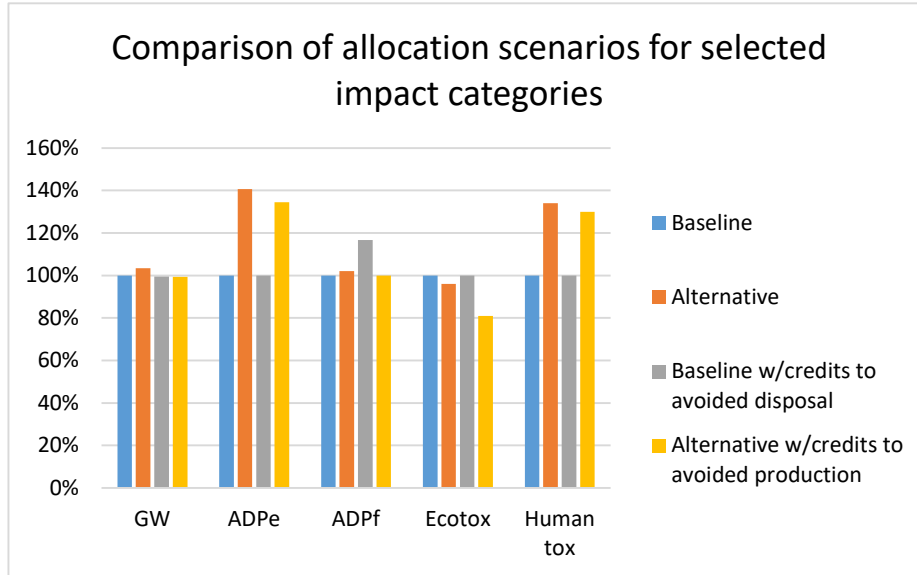 Comparison of allocation scenarios for selected
impact categories
160%
140%
120%
100%
80%
60%
40%
20%
0%
GW
ADPe
ADPf
Ecotox
Human
tox
Baseline
Alternative
Baseline w/credits to
avoided disposal
Alternative w/credits to
avoided production